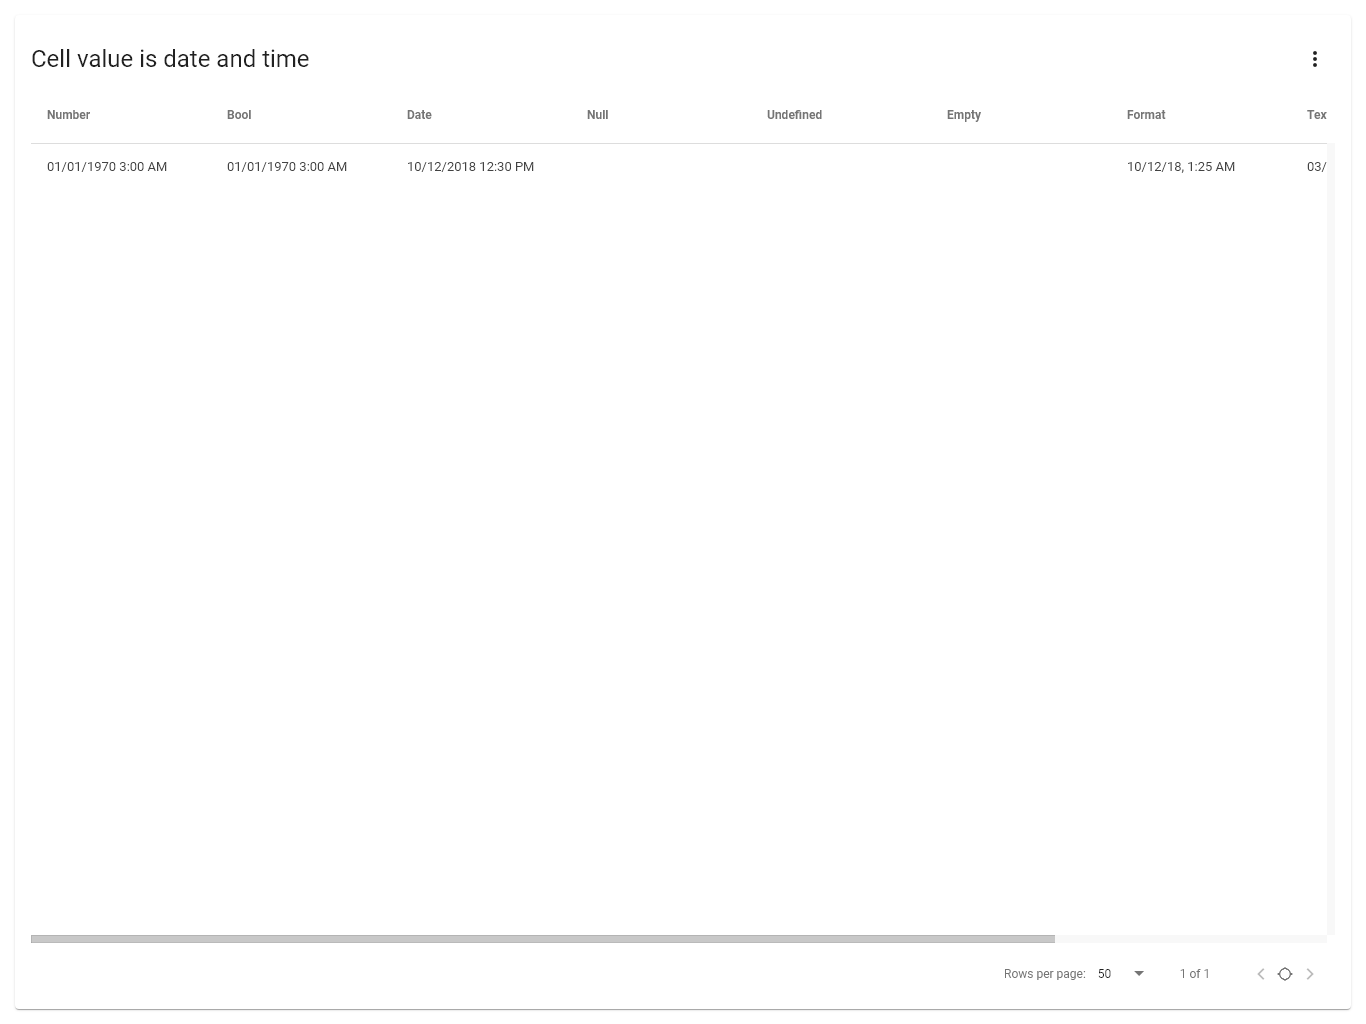 Cell value is date and time
Number Bool Date Null Undefined Empty Format Tex
01/01/1970 3:00 AM 01/01/1970 3:00 AM 10/12/2018 12:30 PM 10/12/18, 1:25 AM 03/
Rows per page: 50 1 of 1